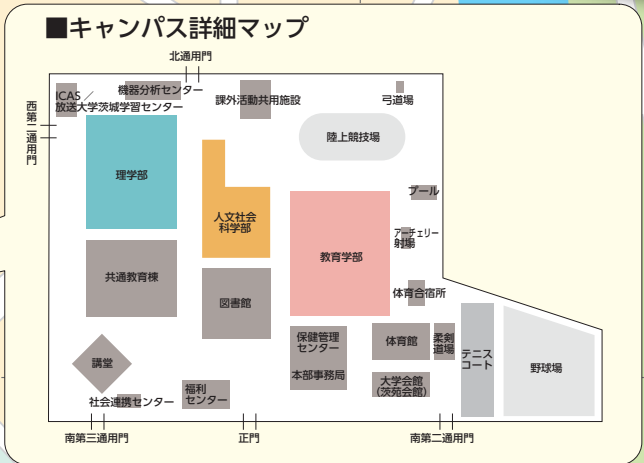 ■キャンパス詳細マップ
北通用門
ICAS／
放送大学茨城学習センター
機器分析センター
課外活動共用施設
弓道場
西第二通用門
陸上競技場
理学部
プール
人文社会
科学部
アーチェリー
射場
教育学部
共通教育棟
図書館
体育合宿所
保健管理
センター
本部事務局
体育館
柔剣
道場
テニス
コート
野球場
講堂
大学会館
（茨苑会館）
福利
センター
社会連携センター
南第三通用門
正門
南第二通用門